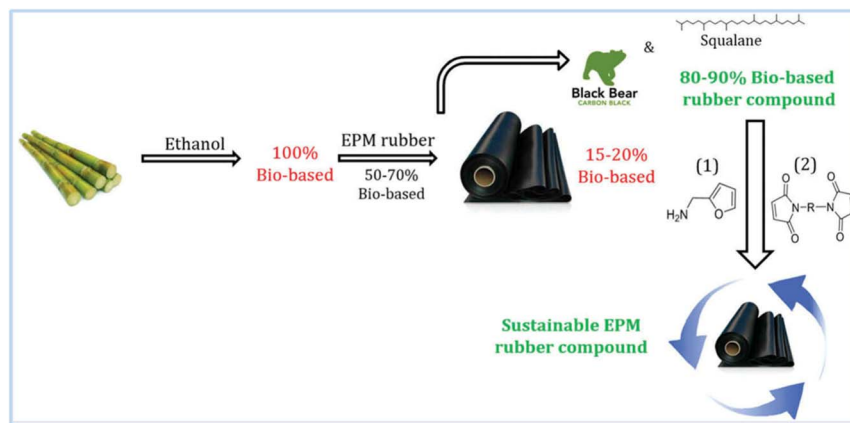 Ethanol
100%
Bio-based
EPM rubber
50-70%
Bio-based
15-20%
Bio-based
Black Bear
CARBON BLACK
&
Squalane
80-90% Bio-based
rubber compound
(1)
H₂N
O
(2)
O
N-R-N
O
O
O
Sustainable EPM
rubber compound